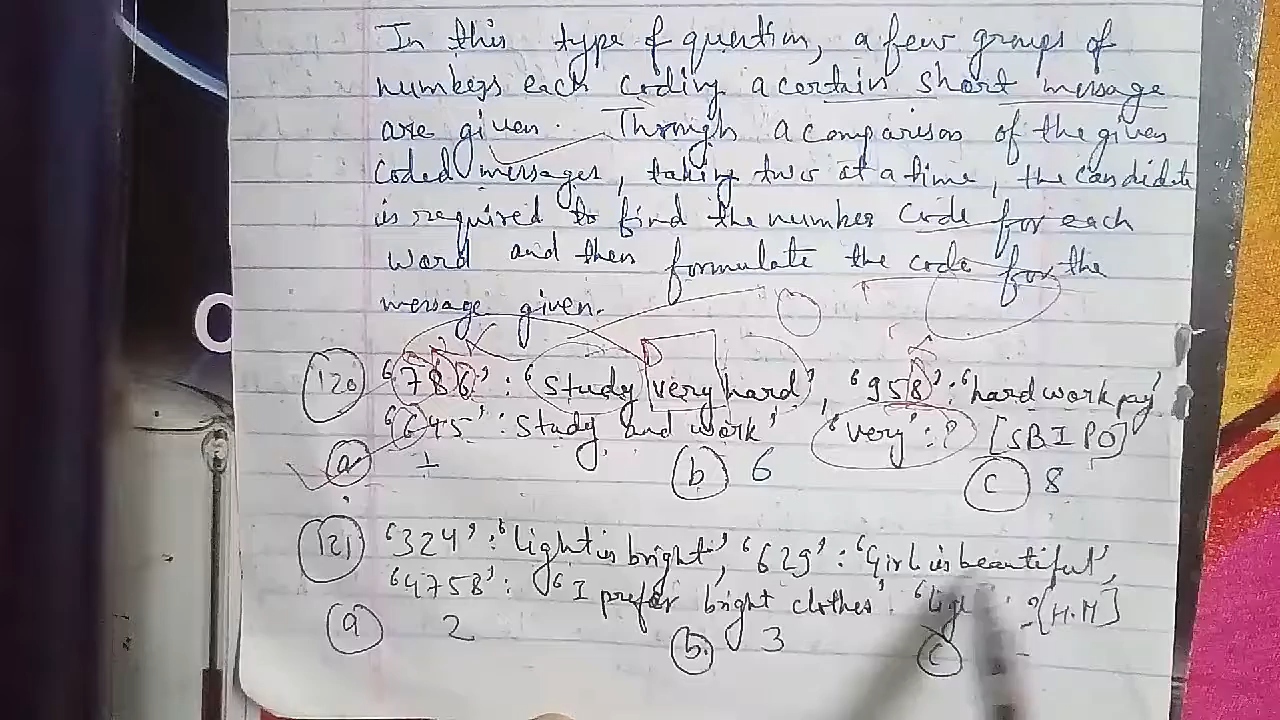 In this type of question, a few groups of
numbers each coding a certain short message
are given. Through a comparison of the given
Coded messages, taking two at a time, the candidate
is required to find the number code for each
word and then formulate the code for the
message given.
(120) '786' : 'Study very hard', '958' : 'hard work pay'
'645' : 'study and work' 'very' : ? [SBI PO]
(a) 7 (b) 6 (c) 8
(121) '324' : 'light is bright', '629' : 'Girl is beautiful',
'4758' : 'I prefer bright clothes'. : ? [H.M]
(a) 2 (b) 3 (c)